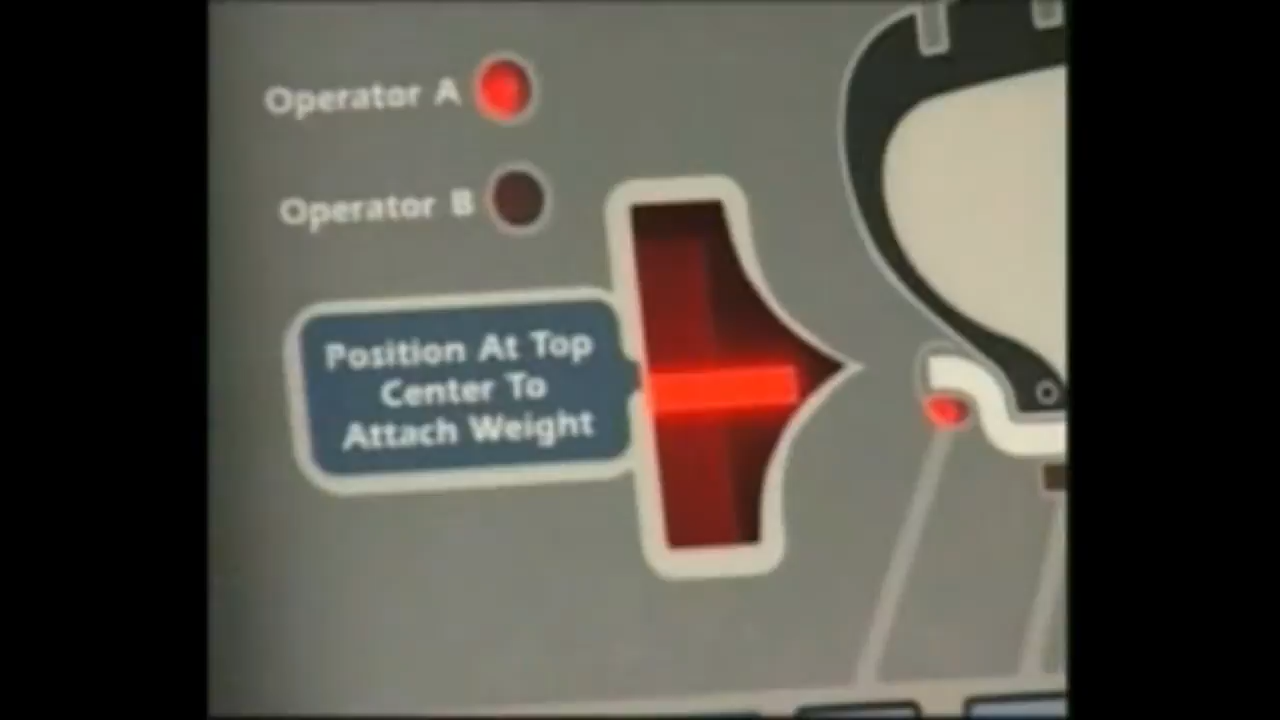 Operator A
Operator B
Position At Top
Center To
Attach Weight